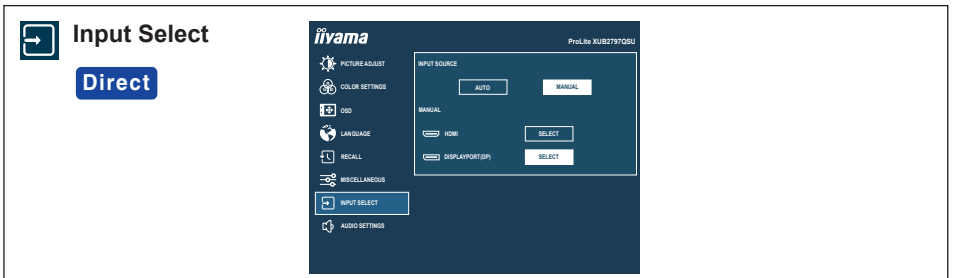 Input Select
Direct
iiyama
ProLite XUB2797QSU
PICTURE ADJUST
COLOR SETTINGS
OSD
LANGUAGE
RECALL
MISCELLANEOUS
INPUT SELECT
AUDIO SETTINGS
INPUT SOURCE
AUTO MANUAL
MANUAL
HDMI SELECT
DISPLAYPORT(DP) SELECT